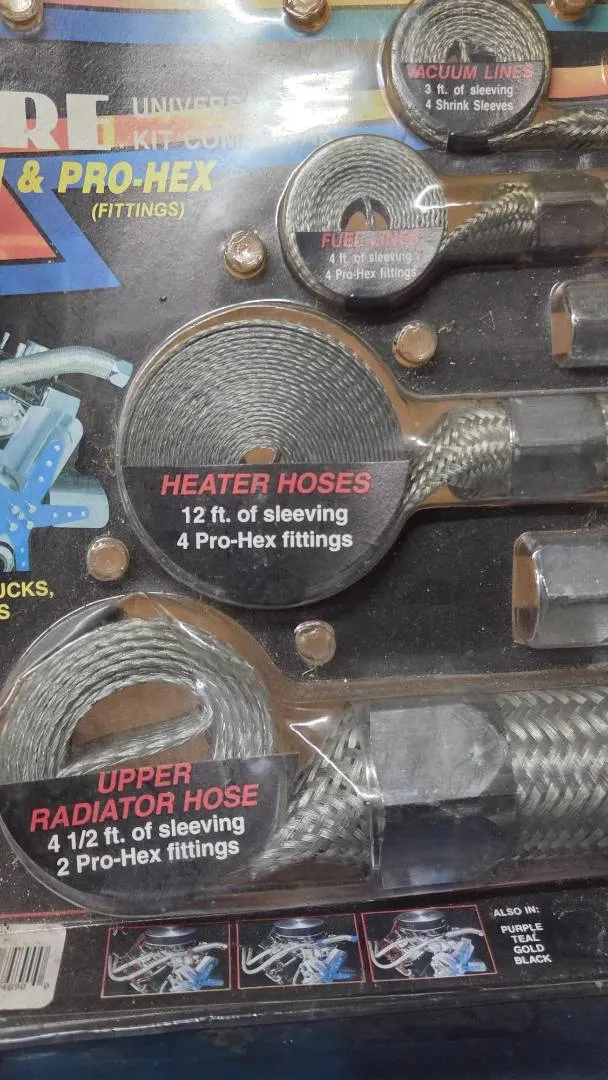 VACUUM LINES
3 ft. of sleeving
4 Shrink Sleeves
RE
UNIVERS
KIT
& PRO-HEX
(FITTINGS)
FUEL LINES
4 ft. of sleeving
4 Pro-Hex fittings
HEATER HOSES
12 ft. of sleeving
4 Pro-Hex fittings
UCKS,
S
UPPER
RADIATOR HOSE
4 1/2 ft. of sleeving
2 Pro-Hex fittings
ALSO IN:
PURPLE
TEAL
GOLD
BLACK